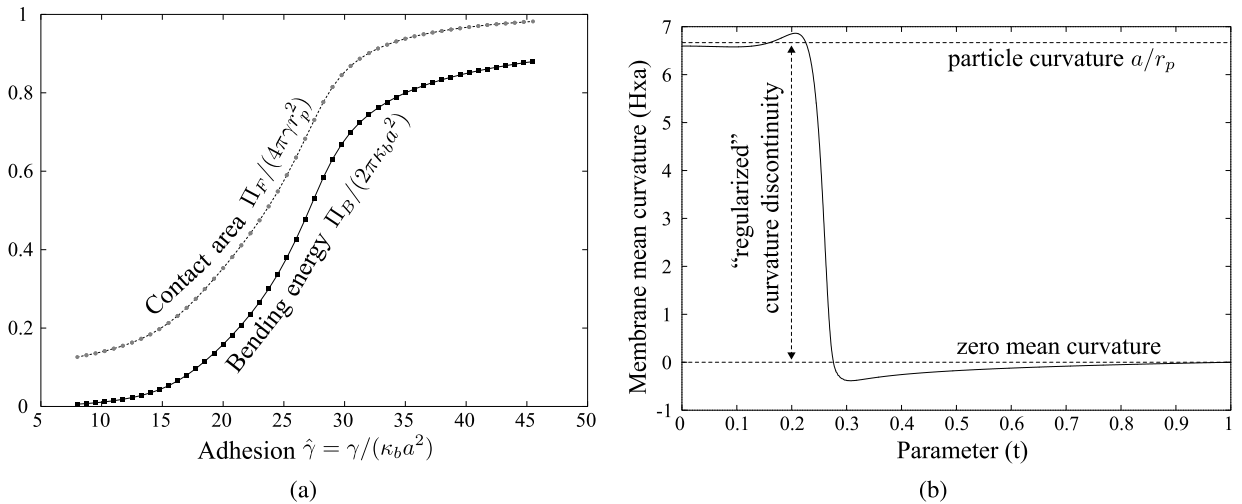 1
0.8
0.6
0.4
0.2
0
5 10 15 20 25 30 35 40 45 50
Contact area Π_F/(4πγr_p^2)
Bending energy Π_B/(2πκ_b a^2)
Adhesion γ̂ = γ/(κ_b a^2)
(a)
Membrane mean curvature (Hxa)
7
6
5
4
3
2
1
0
-1
particle curvature a/r_p
“regularized”
curvature discontinuity
zero mean curvature
0 0.1 0.2 0.3 0.4 0.5 0.6 0.7 0.8 0.9 1
Parameter (t)
(b)